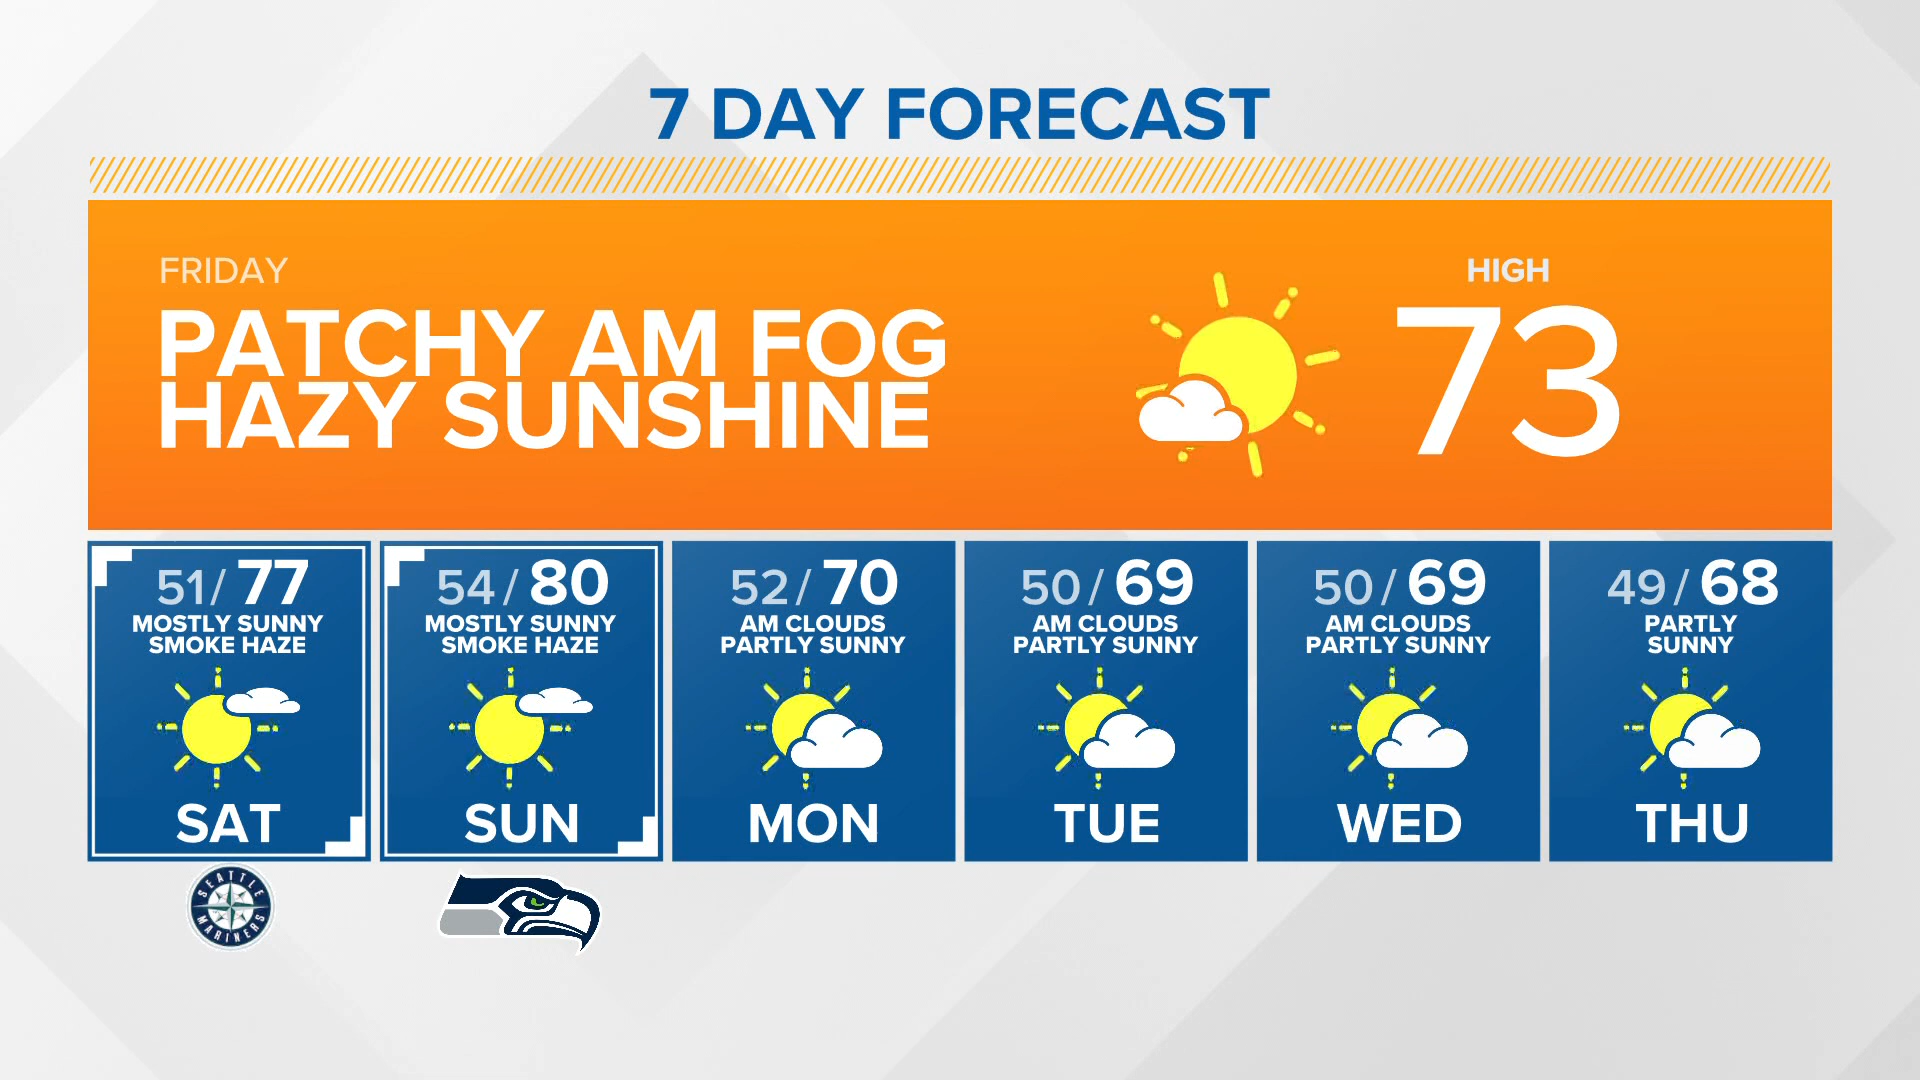 7 DAY FORECAST
FRIDAY
PATCHY AM FOG
HAZY SUNSHINE
HIGH
73
51/77
MOSTLY SUNNY
SMOKE HAZE
SAT
54/80
MOSTLY SUNNY
SMOKE HAZE
SUN
52/70
AM CLOUDS
PARTLY SUNNY
MON
50/69
AM CLOUDS
PARTLY SUNNY
TUE
50/69
AM CLOUDS
PARTLY SUNNY
WED
49/68
PARTLY
SUNNY
THU
SEATTLE
MARINERS